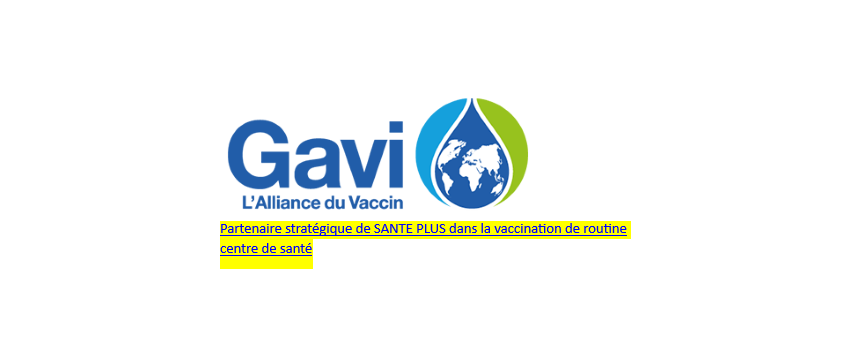 Gavi
L'Alliance du Vaccin
Partenaire stratégique de SANTE PLUS dans la vaccination de routine
centre de santé